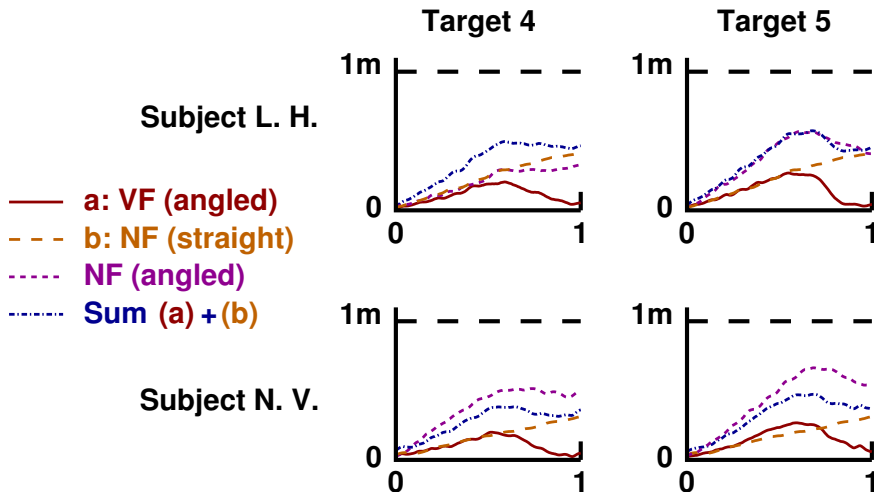 Target 4
Target 5
Subject L. H.
1m
0
0
1
1m
0
0
1
a: VF (angled)
b: NF (straight)
NF (angled)
Sum (a) + (b)
Subject N. V.
1m
0
0
1
1m
0
0
1